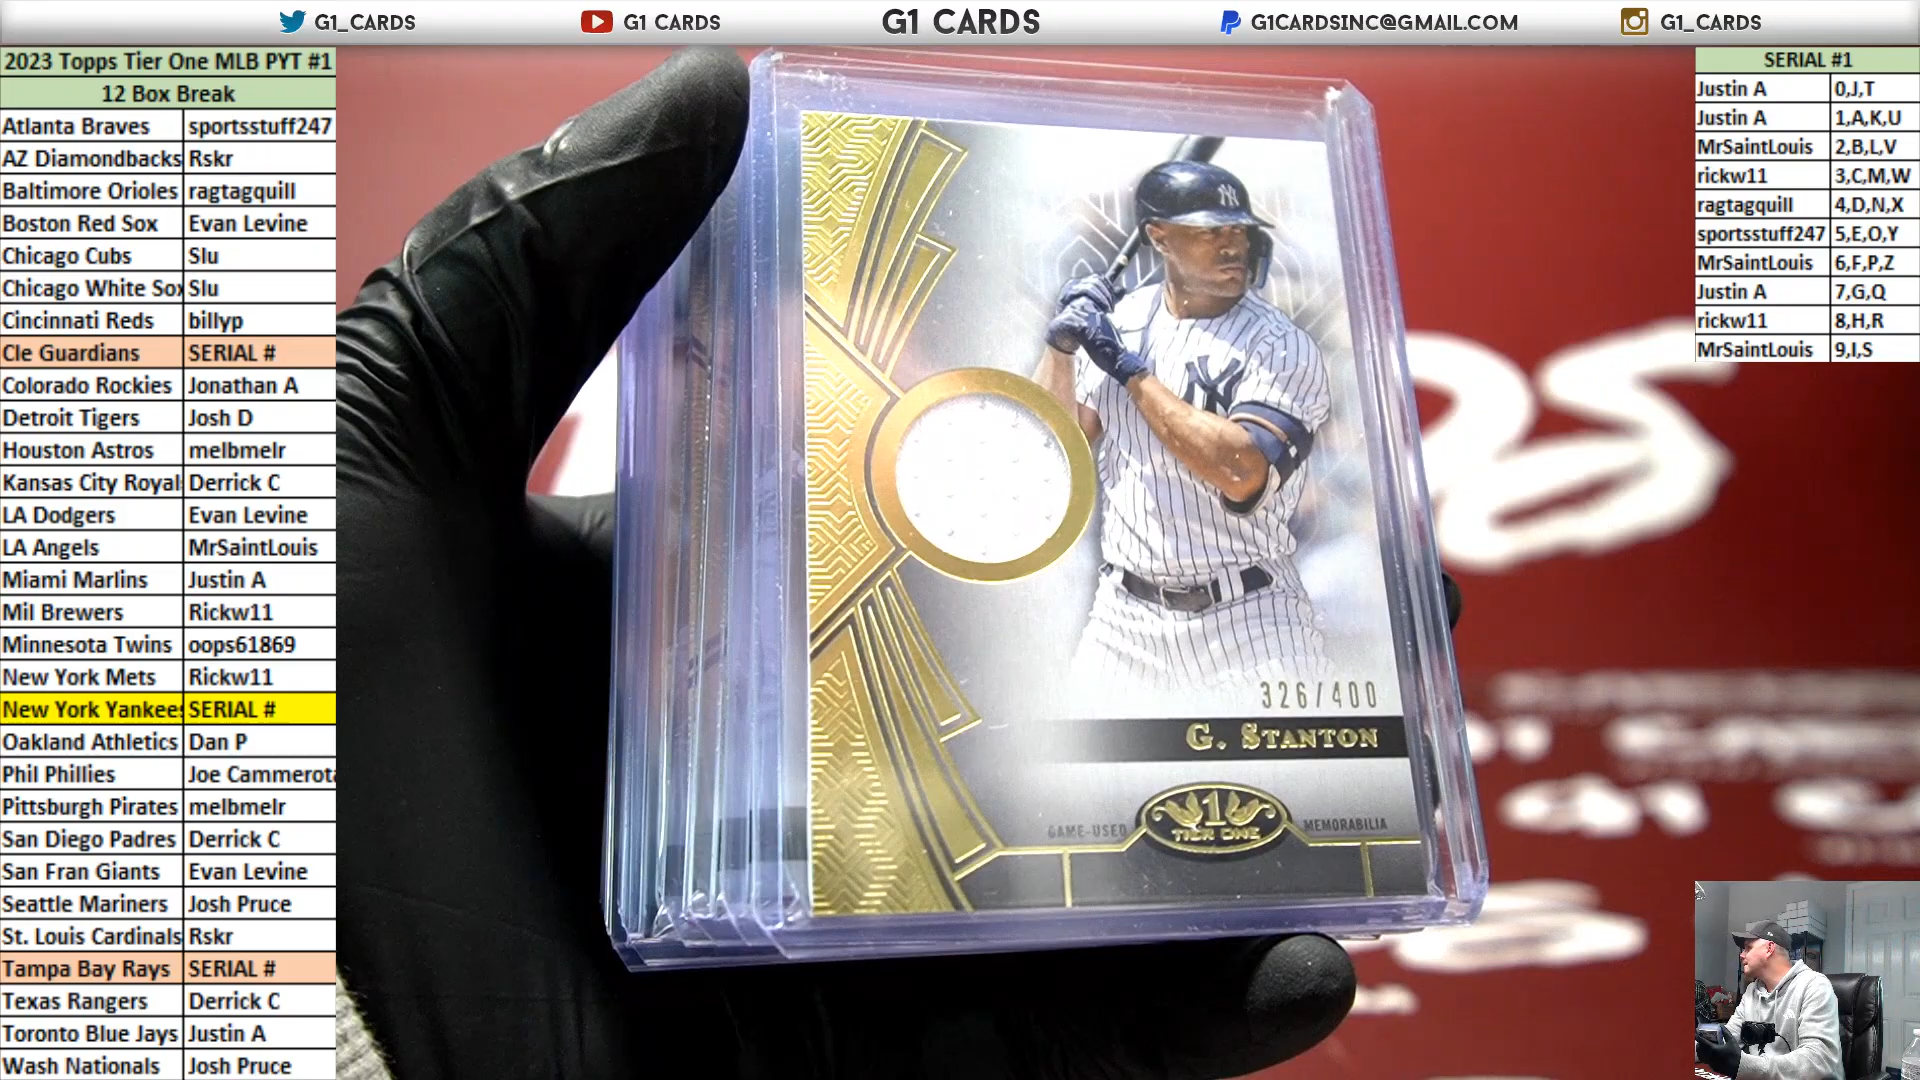 G1_CARDS G1 CARDS G1 CARDS G1CARDSINC@GMAIL.COM G1_CARDS
2023 Topps Tier One MLB PYT #1
12 Box Break
Atlanta Braves sportsstuff247
AZ Diamondbacks Rskr
Baltimore Orioles ragtagquill
Boston Red Sox Evan Levine
Chicago Cubs Slu
Chicago White Sox Slu
Cincinnati Reds billyp
Cle Guardians SERIAL #
Colorado Rockies Jonathan A
Detroit Tigers Josh D
Houston Astros melbmelr
Kansas City Royal Derrick C
LA Dodgers Evan Levine
LA Angels MrSaintLouis
Miami Marlins Justin A
Mil Brewers Rickw11
Minnesota Twins oops61869
New York Mets Rickw11
New York Yankees SERIAL #
Oakland Athletics Dan P
Phil Phillies Joe Cammerota
Pittsburgh Pirates melbmelr
San Diego Padres Derrick C
San Fran Giants Evan Levine
Seattle Mariners Josh Pruce
St. Louis Cardinals Rskr
Tampa Bay Rays SERIAL #
Texas Rangers Derrick C
Toronto Blue Jays Justin A
Wash Nationals Josh Pruce
NY
NY
326/400
G. STANTON
GAME-USED 1 MEMORABILIA
TIER ONE
SERIAL #1
Justin A 0,J,T
Justin A 1,A,K,U
MrSaintLouis 2,B,L,V
rickw11 3,C,M,W
ragtagquill 4,D,N,X
sportsstuff247 5,E,O,Y
MrSaintLouis 6,F,P,Z
Justin A 7,G,Q
rickw11 8,H,R
MrSaintLouis 9,I,S